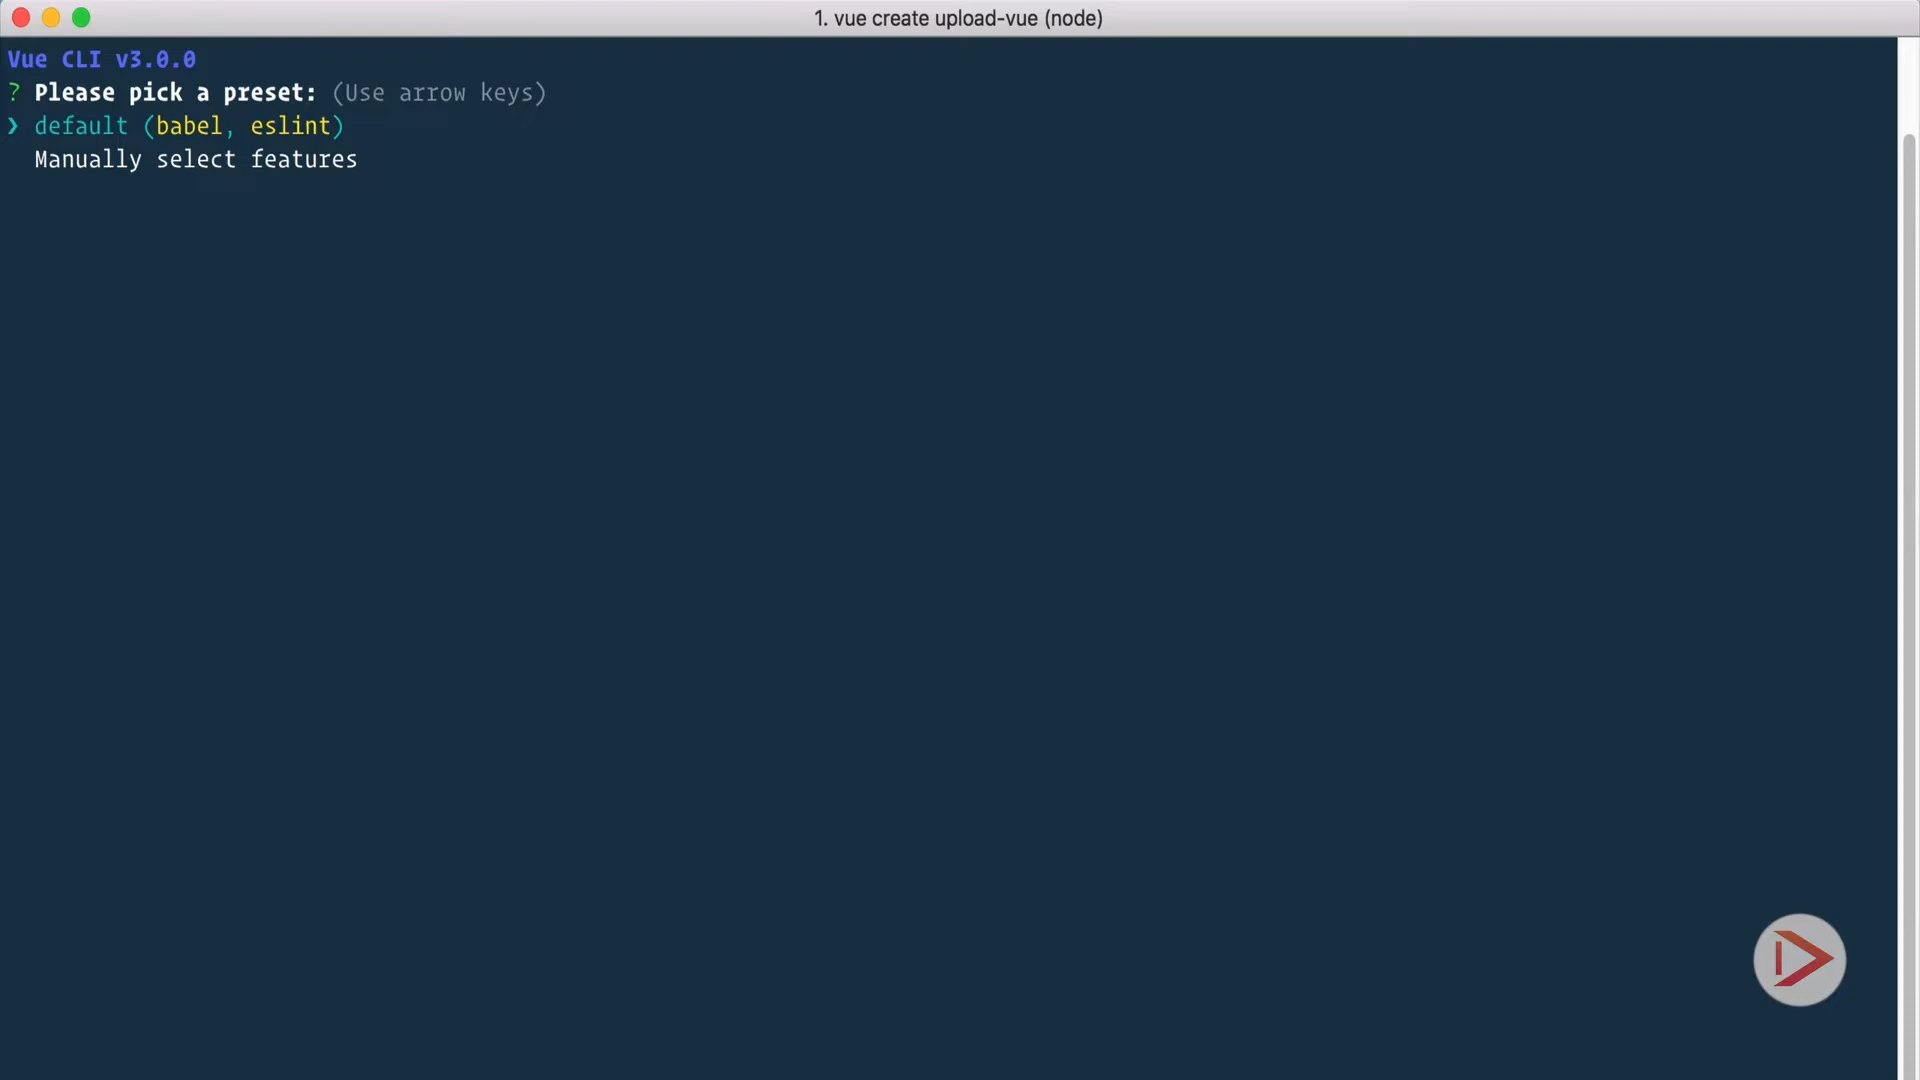 1. vue create upload-vue (node)
Vue CLI v3.0.0
? Please pick a preset: (Use arrow keys)
❯ default (babel, eslint)
Manually select features